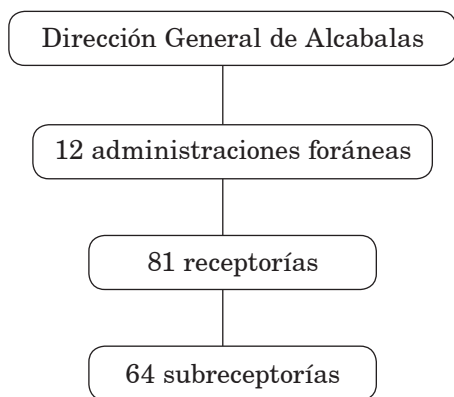 Dirección General de Alcabalas
12 administraciones foráneas
81 receptorías
64 subreceptorías